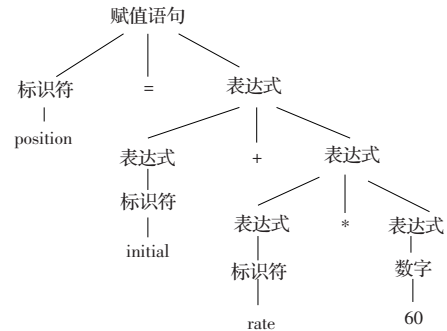 赋值语句
标识符 = 表达式
position
表达式 + 表达式
标识符
表达式 * 表达式
initial
标识符 数字
rate 60